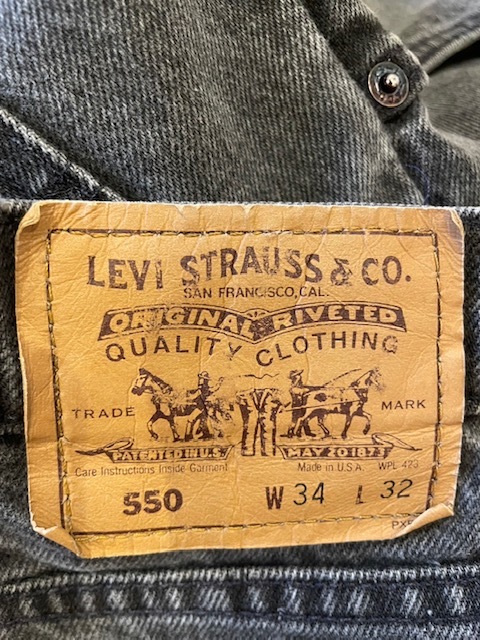 LEVI STRAUSS & CO.
SAN FRANCISCO, CAL.
ORIGINAL RIVETED
QUALITY CLOTHING
TRADE MARK
PATENTED IN U.S. MAY 20 1873
Care Instructions Inside Garment Made in U.S.A. WPL 423
550 W 34 L 32